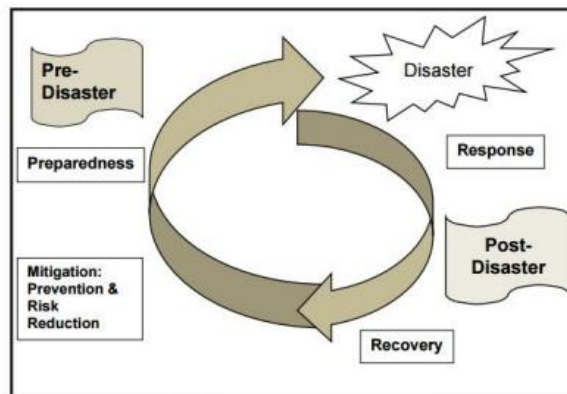 Pre-
Disaster
Disaster
Preparedness
Response
Mitigation:
Prevention &
Risk
Reduction
Post-
Disaster
Recovery